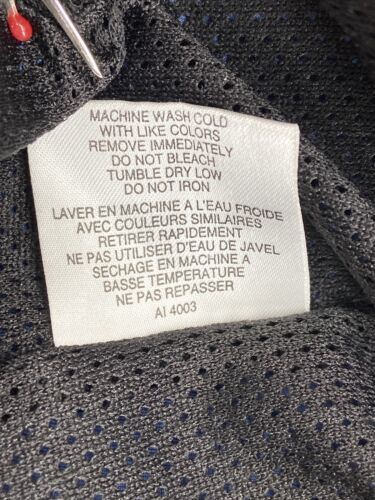 MACHINE WASH COLD
WITH LIKE COLORS
REMOVE IMMEDIATELY
DO NOT BLEACH
TUMBLE DRY LOW
DO NOT IRON
LAVER EN MACHINE A L'EAU FROIDE
AVEC COULEURS SIMILAIRES
RETIRER RAPIDEMENT
NE PAS UTILISER D'EAU DE JAVEL
SECHAGE EN MACHINE A
BASSE TEMPERATURE
NE PAS REPASSER
AI 4003